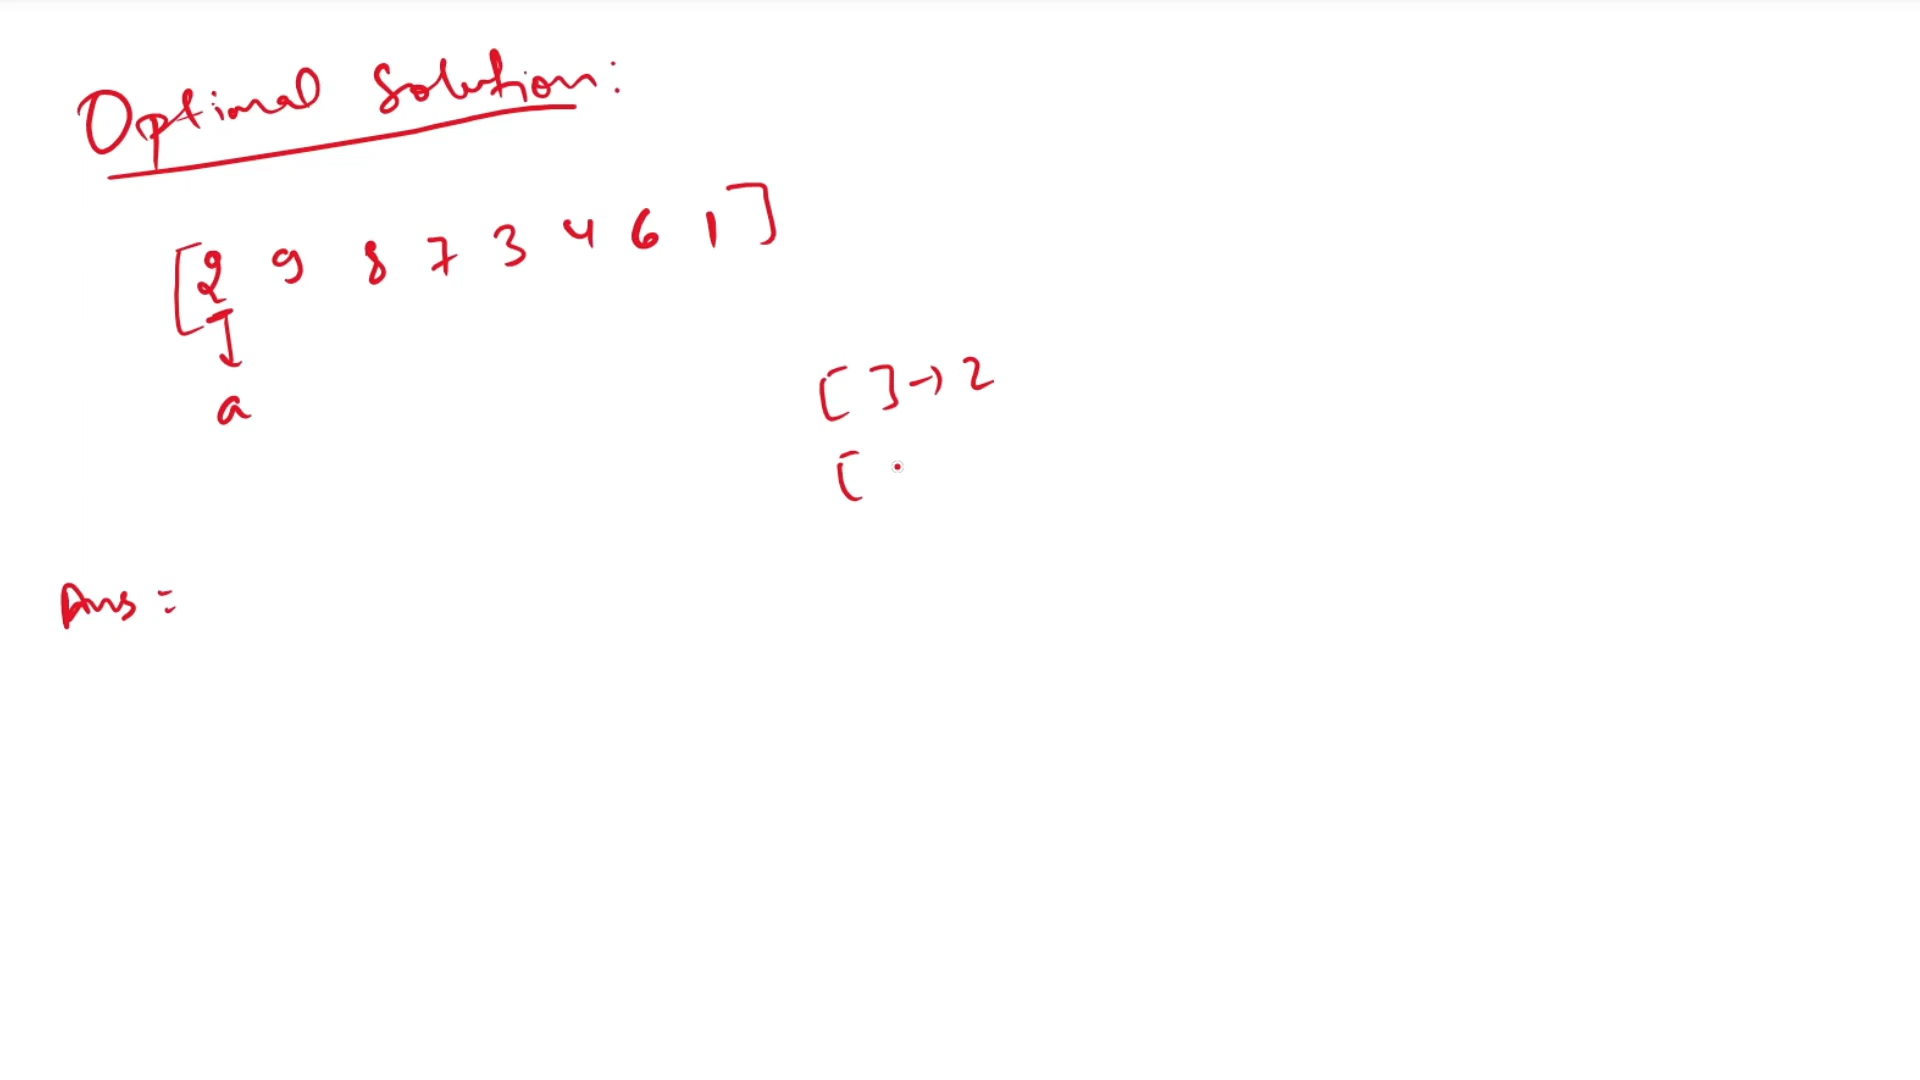 Optimal Solution:
[2 9 8 7 3 4 6 1]
a
[ ] → 2
[
Ans =